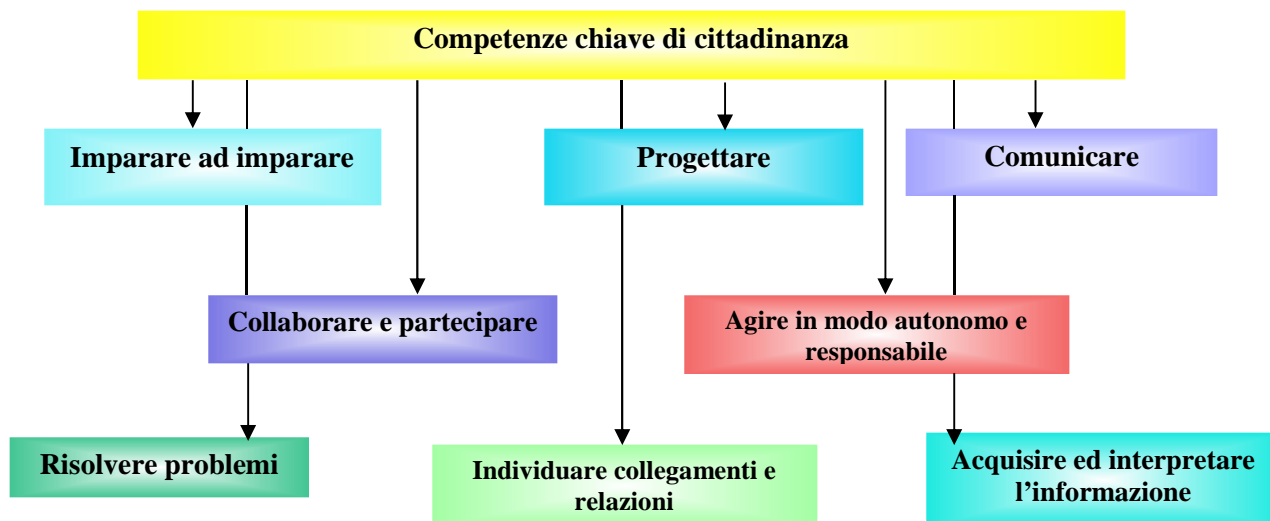 Competenze chiave di cittadinanza
Imparare ad imparare
Progettare
Comunicare
Collaborare e partecipare
Agire in modo autonomo e
responsabile
Risolvere problemi
Individuare collegamenti e
relazioni
Acquisire ed interpretare
l’informazione